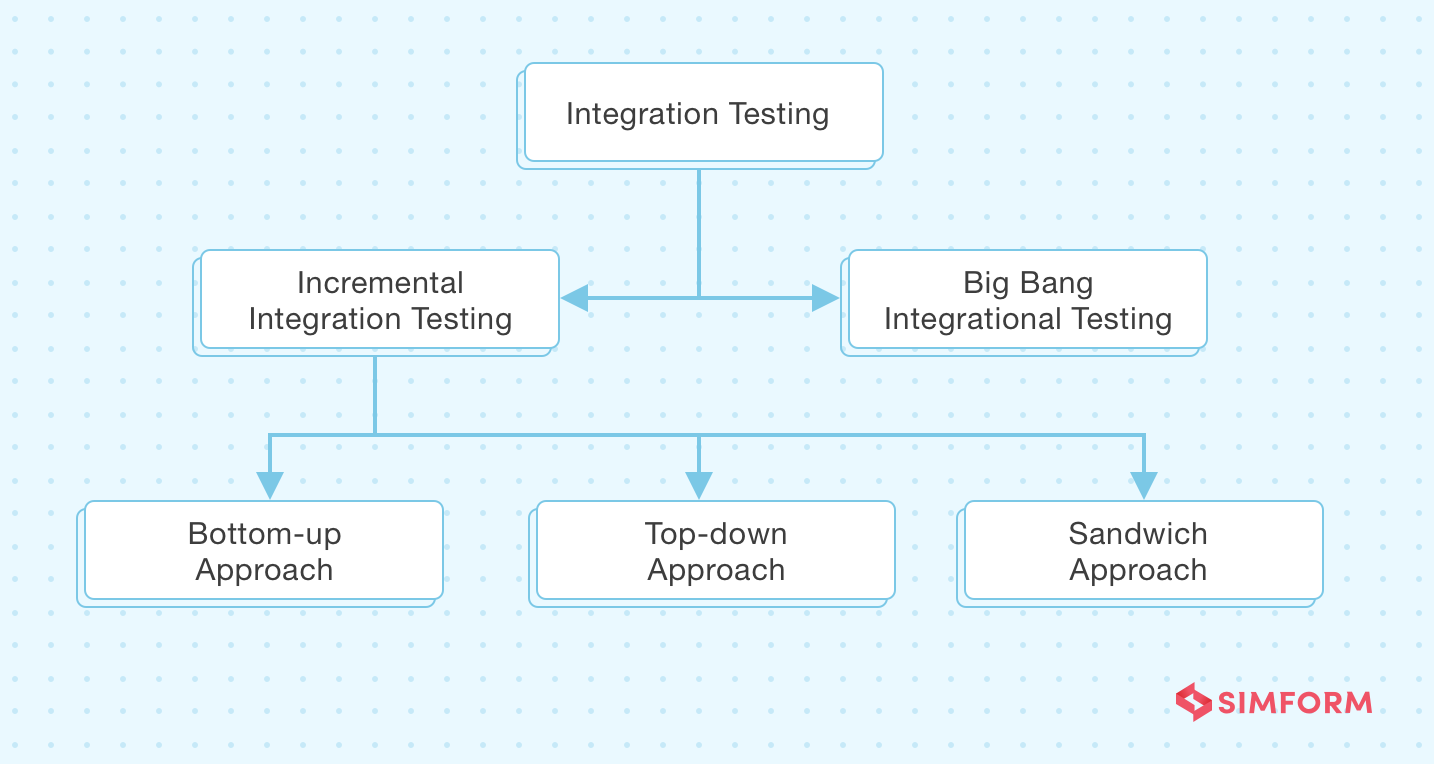 Integration Testing
Incremental
Integration Testing
Big Bang
Integrational Testing
Bottom-up
Approach
Top-down
Approach
Sandwich
Approach
SIMFORM